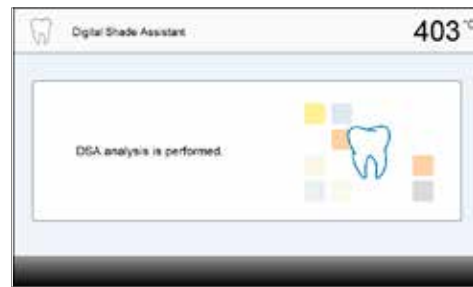 Digital Shade Assistant
403 °C
DSA analysis is performed.